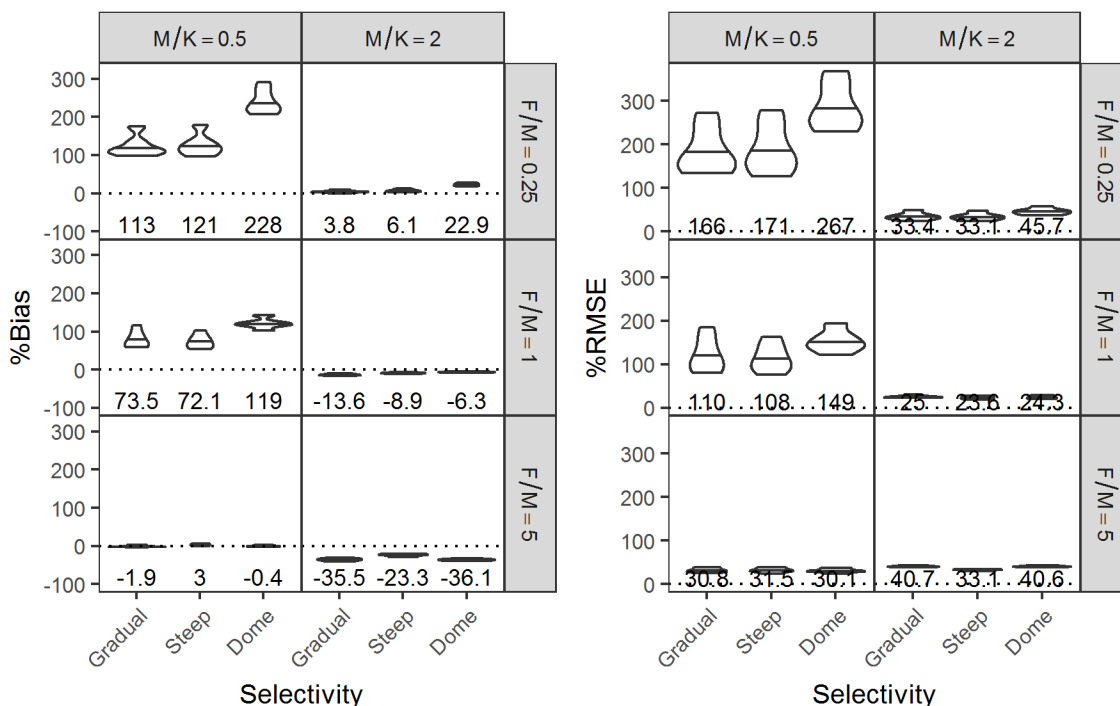 M/K = 0.5
M/K = 2
%Bias
300
200
100
0
-100
113
121
228
3.8
6.1
22.9
F/M = 0.25
300
200
100
0
-100
73.5
72.1
119
-13.6
-8.9
-6.3
F/M = 1
300
200
100
0
-100
-1.9
3
-0.4
-35.5
-23.3
-36.1
F/M = 5
Gradual
Steep
Dome
Gradual
Steep
Dome
Selectivity
M/K = 0.5
M/K = 2
%RMSE
300
200
100
0
166
171
267
33.4
33.1
45.7
F/M = 0.25
300
200
100
0
110
108
149
25
23.6
24.3
F/M = 1
300
200
100
0
30.8
31.5
30.1
40.7
33.1
40.6
F/M = 5
Gradual
Steep
Dome
Gradual
Steep
Dome
Selectivity